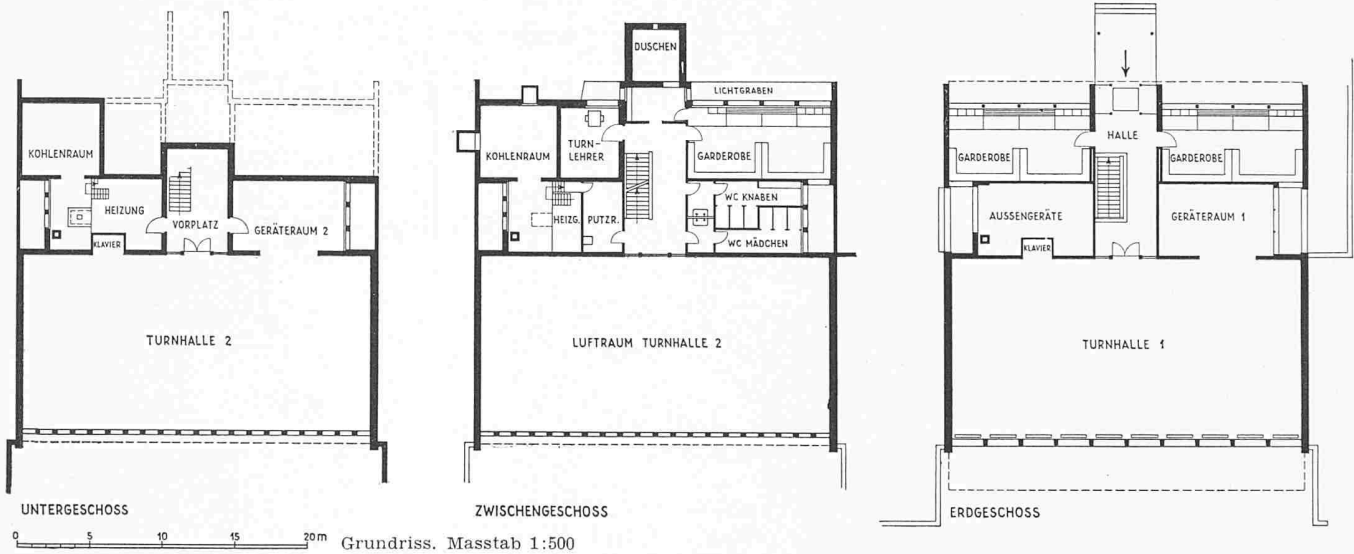 KOHLENRAUM
HEIZUNG
KLAVIER
VORPLATZ
GERÄTERAUM 2
TURNHALLE 2
UNTERGESCHOSS
DUSCHEN
LICHTGRABEN
KOHLENRAUM
TURN-
LEHRER
GARDEROBE
HEIZG.
PUTZR.
WC KNABEN
WC MÄDCHEN
LUFTRAUM TURNHALLE 2
ZWISCHENGESCHOSS
HALLE
GARDEROBE
GARDEROBE
AUSSENGERÄTE
KLAVIER
GERÄTERAUM 1
TURNHALLE 1
ERDGESCHOSS
0 5 10 15 20m
Grundriss. Masstab 1:500